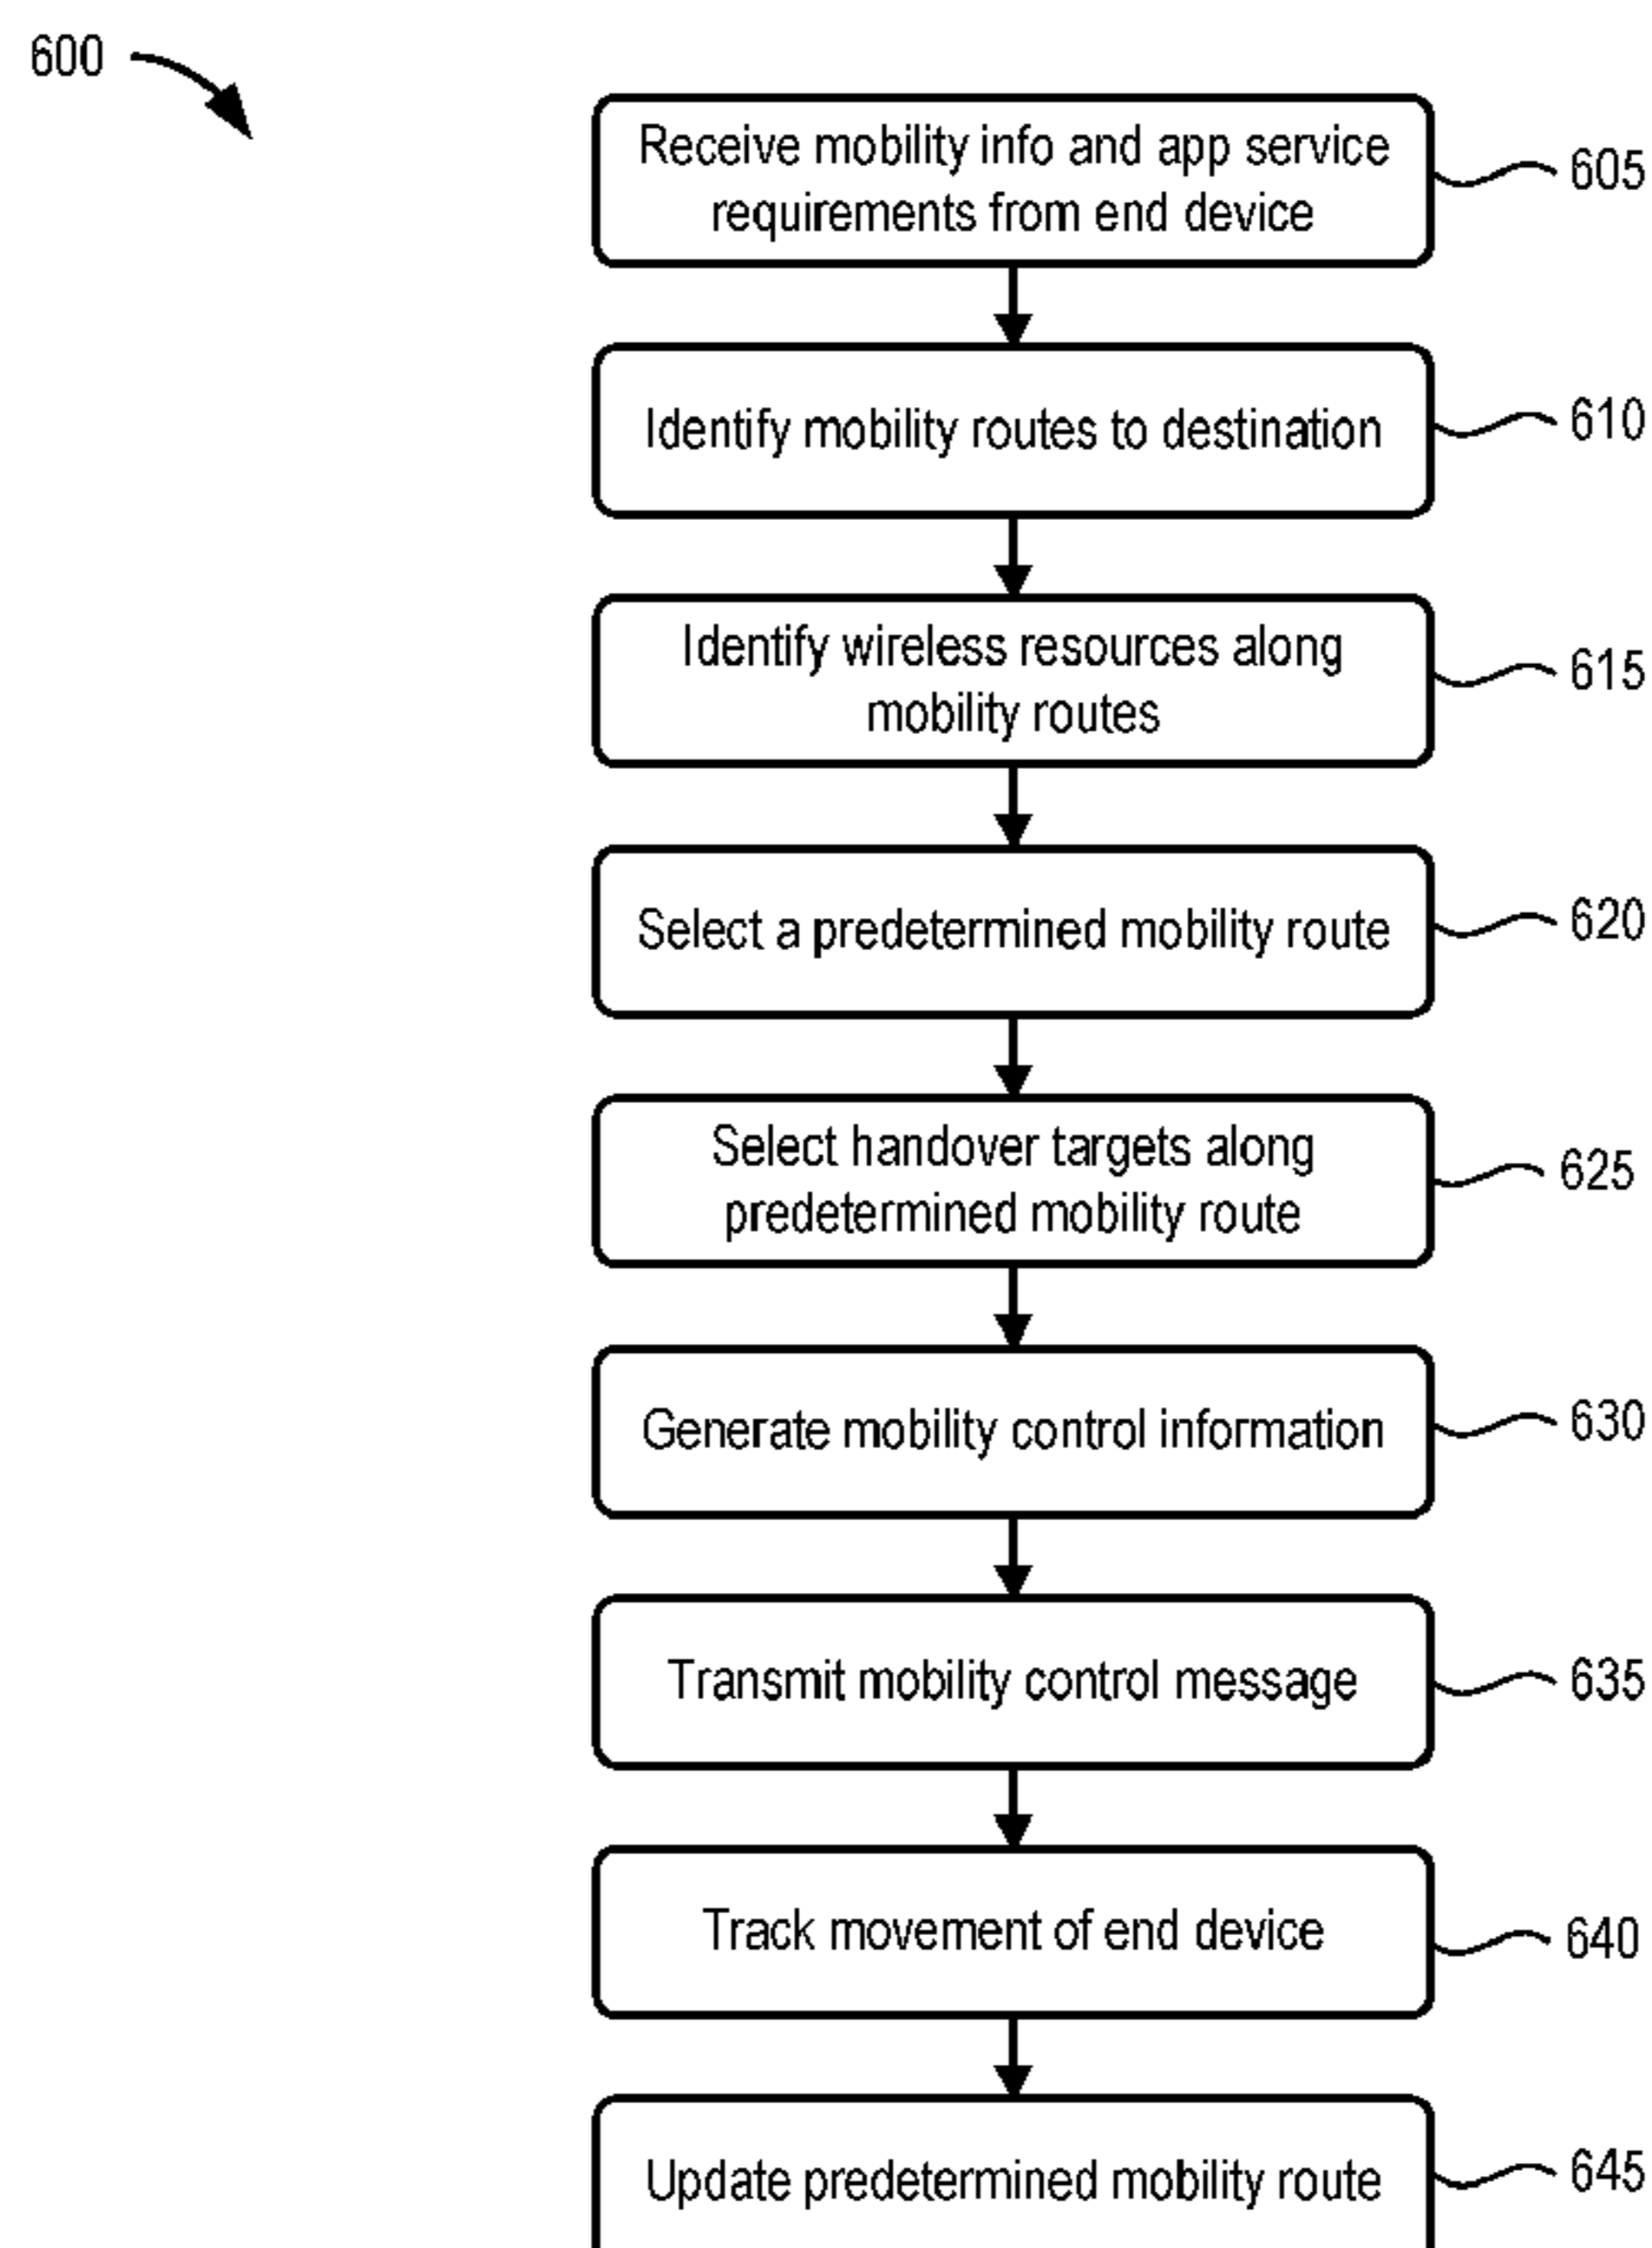 600
Receive mobility info and app service
requirements from end device
605
Identify mobility routes to destination
610
Identify wireless resources along
mobility routes
615
Select a predetermined mobility route
620
Select handover targets along
predetermined mobility route
625
Generate mobility control information
630
Transmit mobility control message
635
Track movement of end device
640
Update predetermined mobility route
645